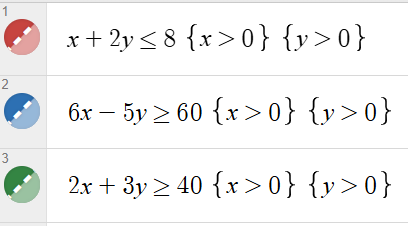 1
x + 2y ≤ 8 {x > 0} {y > 0}
2
6x − 5y ≥ 60 {x > 0} {y > 0}
3
2x + 3y ≥ 40 {x > 0} {y > 0}